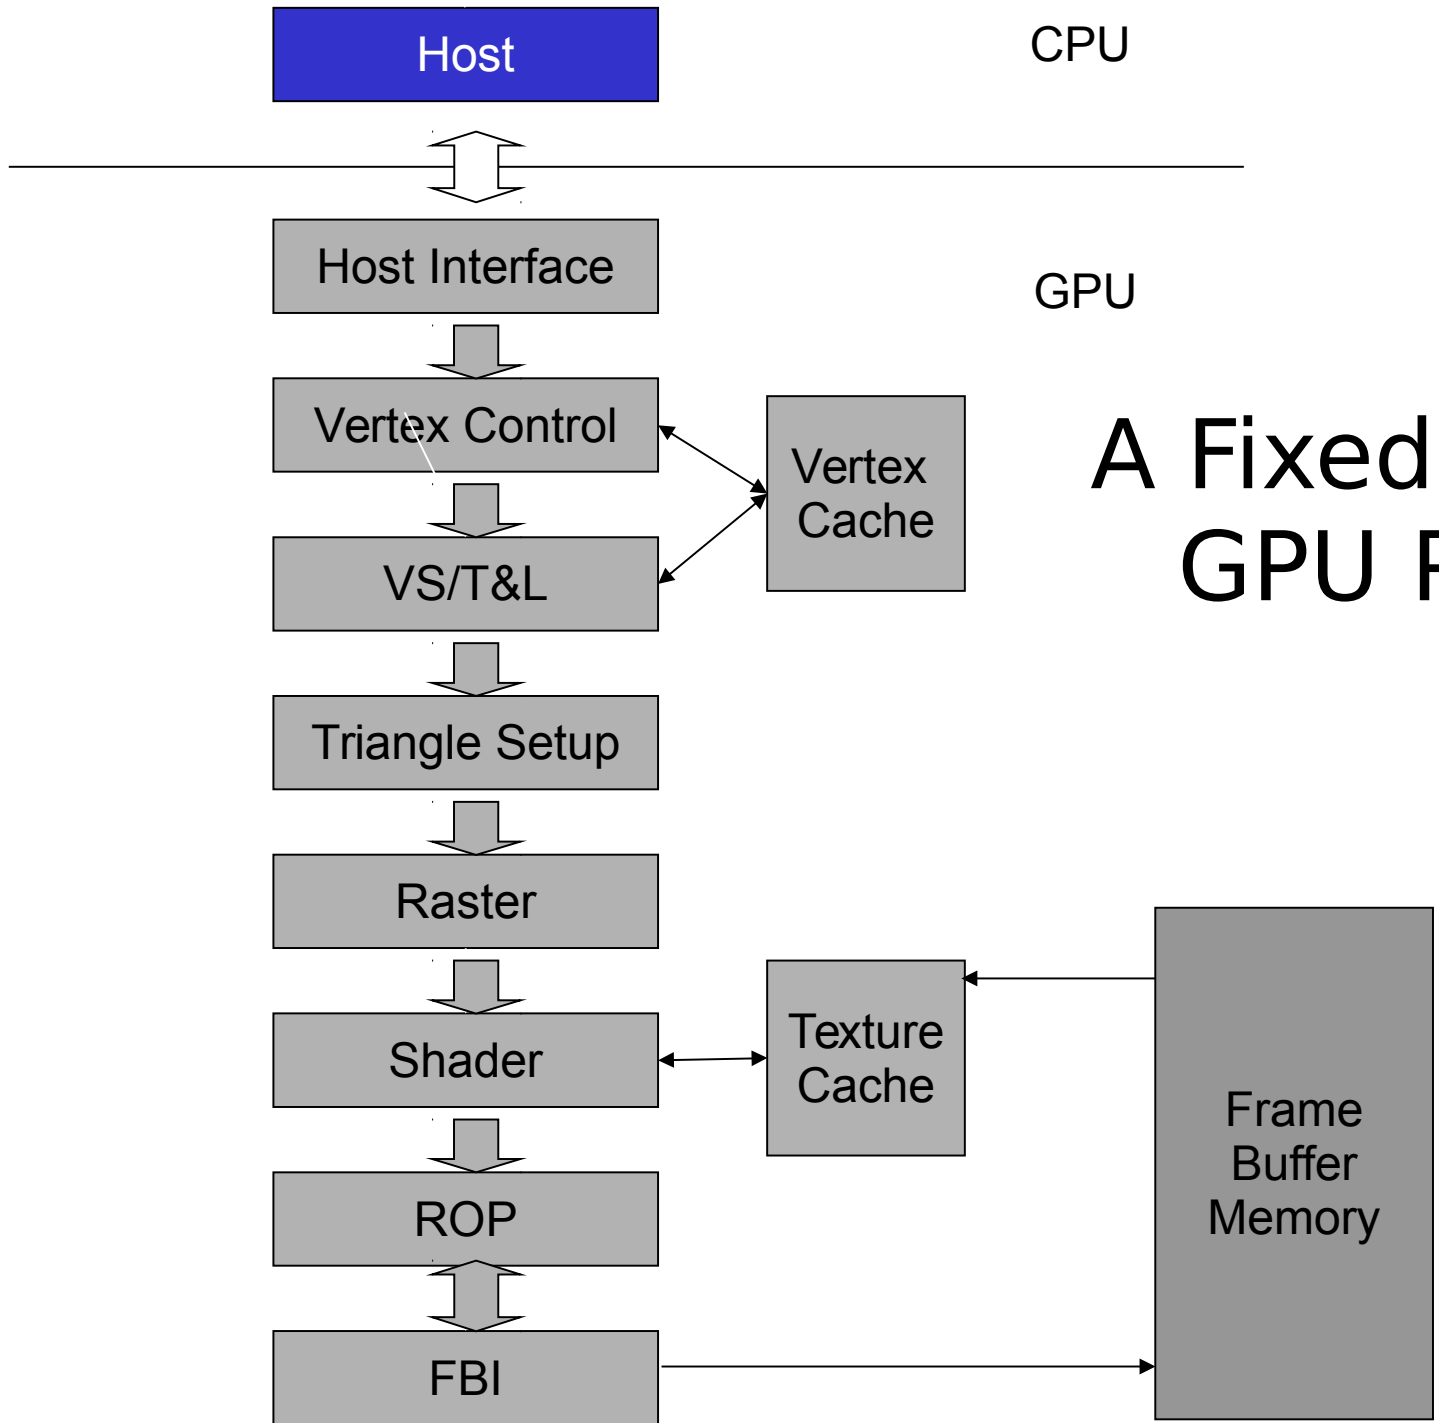 Host
CPU
Host Interface
GPU
Vertex Control
Vertex
Cache
A Fixed
GPU
VS/T&L
Triangle Setup
Raster
Shader
Texture
Cache
Frame
Buffer
Memory
ROP
FBI